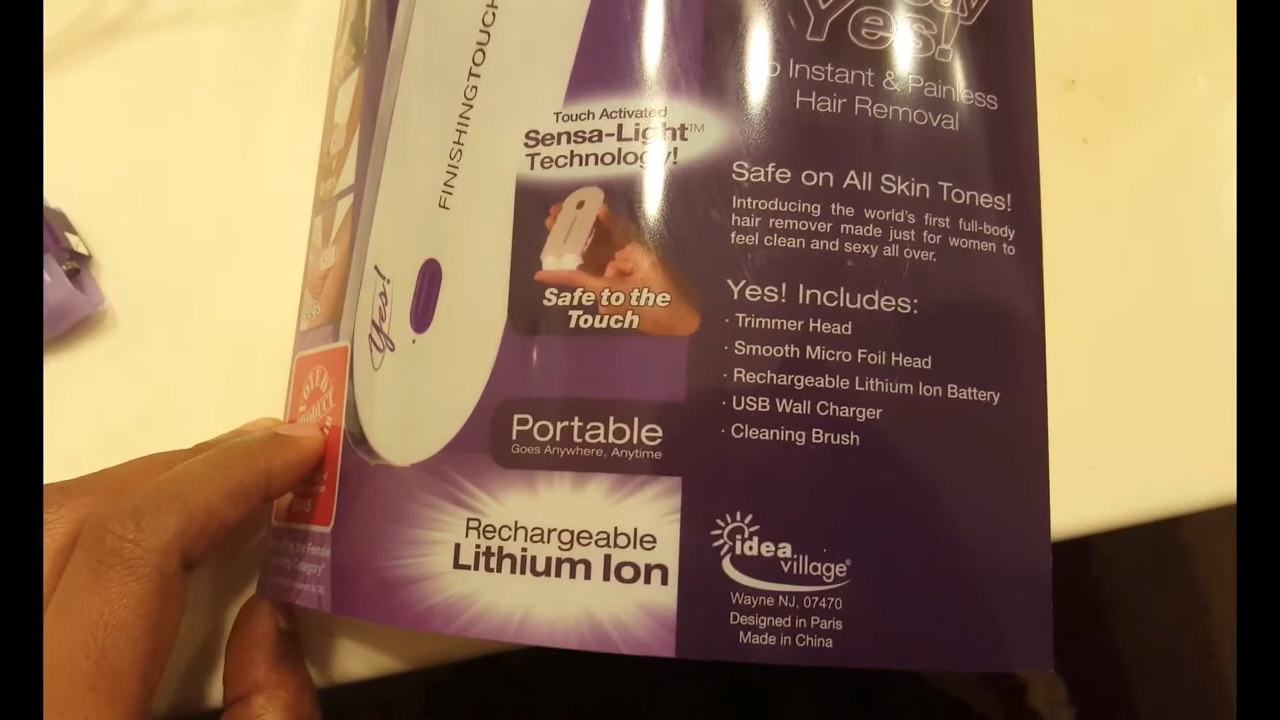 FINISHINGTOUCH
Yes!
Touch Activated
Sensa-Light™
Technology!
Safe to the
Touch
Portable
Goes Anywhere, Anytime
Rechargeable
Lithium Ion
Yes!
Instant & Painless
Hair Removal
Safe on All Skin Tones!
Introducing the world's first full-body
hair remover made just for women to
feel clean and sexy all over.
Yes! Includes:
· Trimmer Head
· Smooth Micro Foil Head
· Rechargeable Lithium Ion Battery
· USB Wall Charger
· Cleaning Brush
idea
village®
Wayne NJ, 07470
Designed in Paris
Made in China